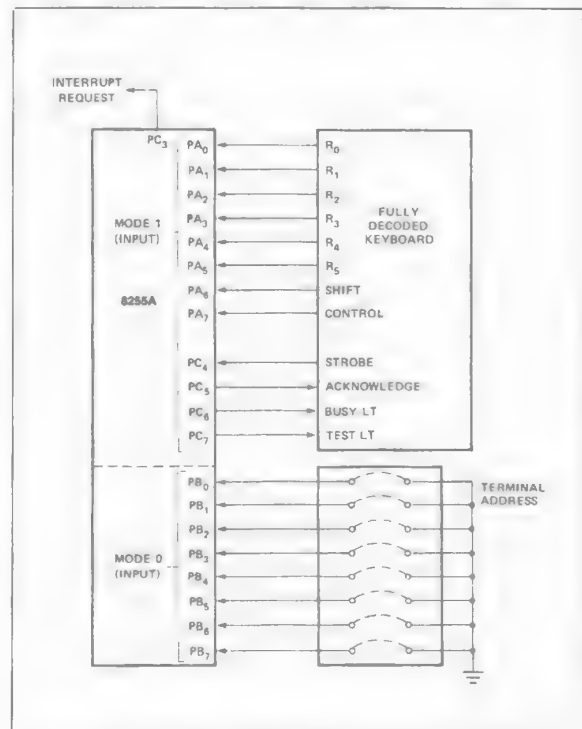 INTERRUPT
REQUEST
PC3
PA0
R0
PA1
R1
PA2
R2
PA3
R3
PA4
R4
PA5
R5
PA6
SHIFT
PA7
CONTROL
MODE 1
(INPUT)
8255A
FULLY
DECODED
KEYBOARD
PC4
STROBE
PC5
ACKNOWLEDGE
PC6
BUSY LT
PC7
TEST LT
PB0
PB1
PB2
PB3
PB4
PB5
PB6
PB7
MODE 0
(INPUT)
TERMINAL
ADDRESS